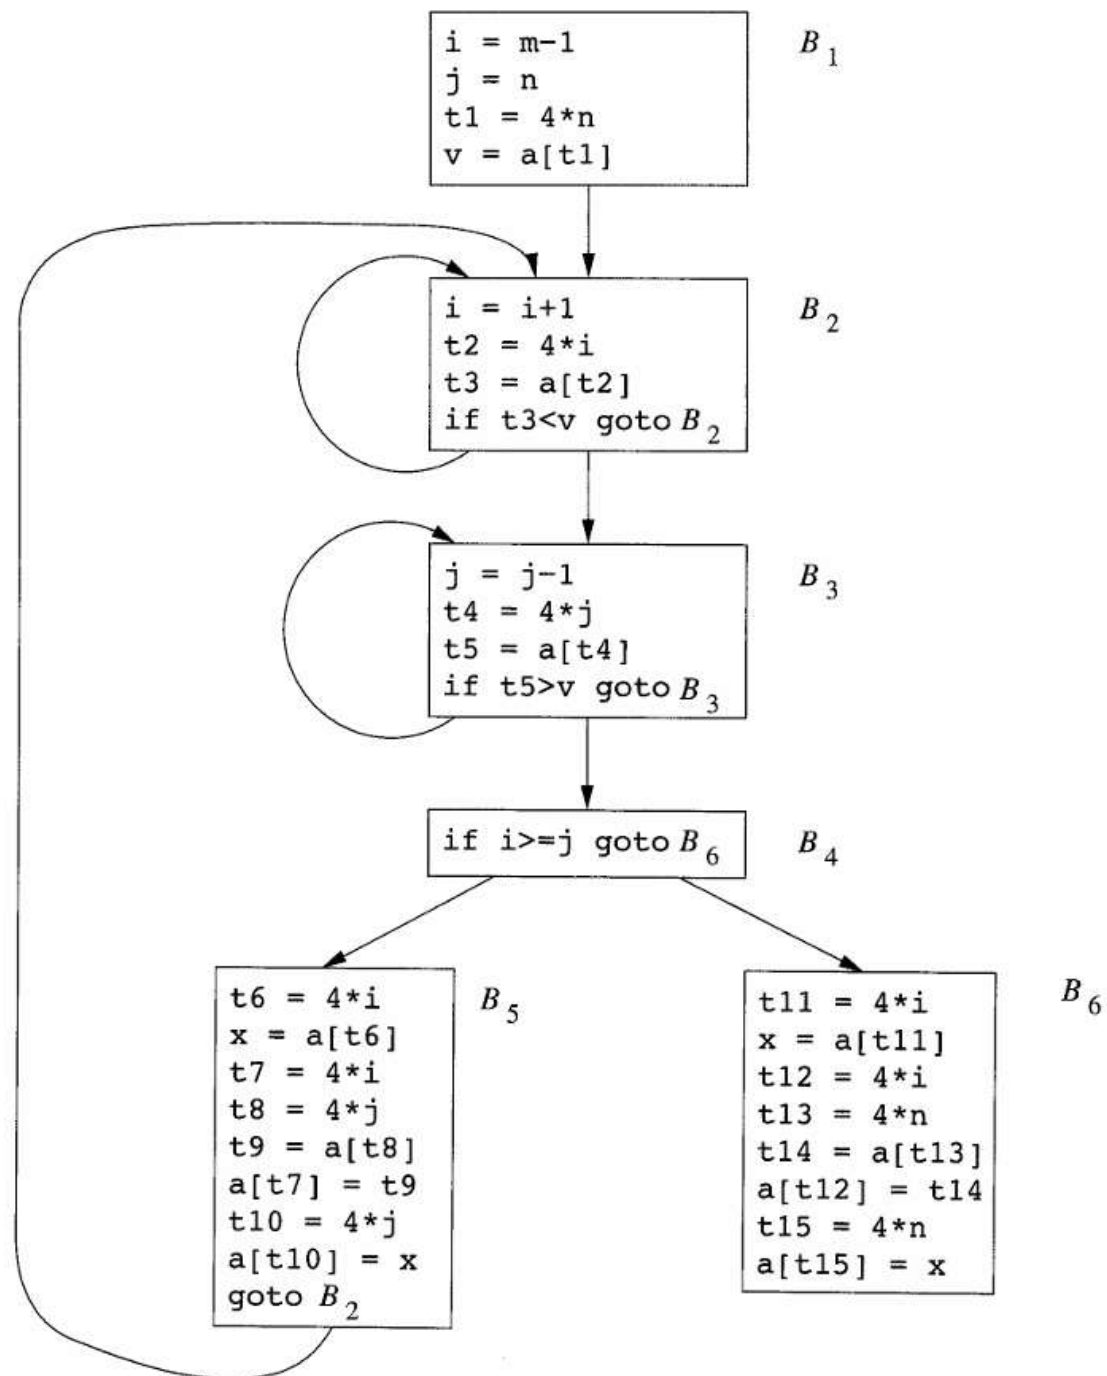 i = m-1
j = n
t1 = 4*n
v = a[t1]
B1
i = i+1
t2 = 4*i
t3 = a[t2]
if t3<v goto B2
B2
j = j-1
t4 = 4*j
t5 = a[t4]
if t5>v goto B3
B3
if i>=j goto B6
B4
t6 = 4*i
x = a[t6]
t7 = 4*i
t8 = 4*j
t9 = a[t8]
a[t7] = t9
t10 = 4*j
a[t10] = x
goto B2
B5
t11 = 4*i
x = a[t11]
t12 = 4*i
t13 = 4*n
t14 = a[t13]
a[t12] = t14
t15 = 4*n
a[t15] = x
B6